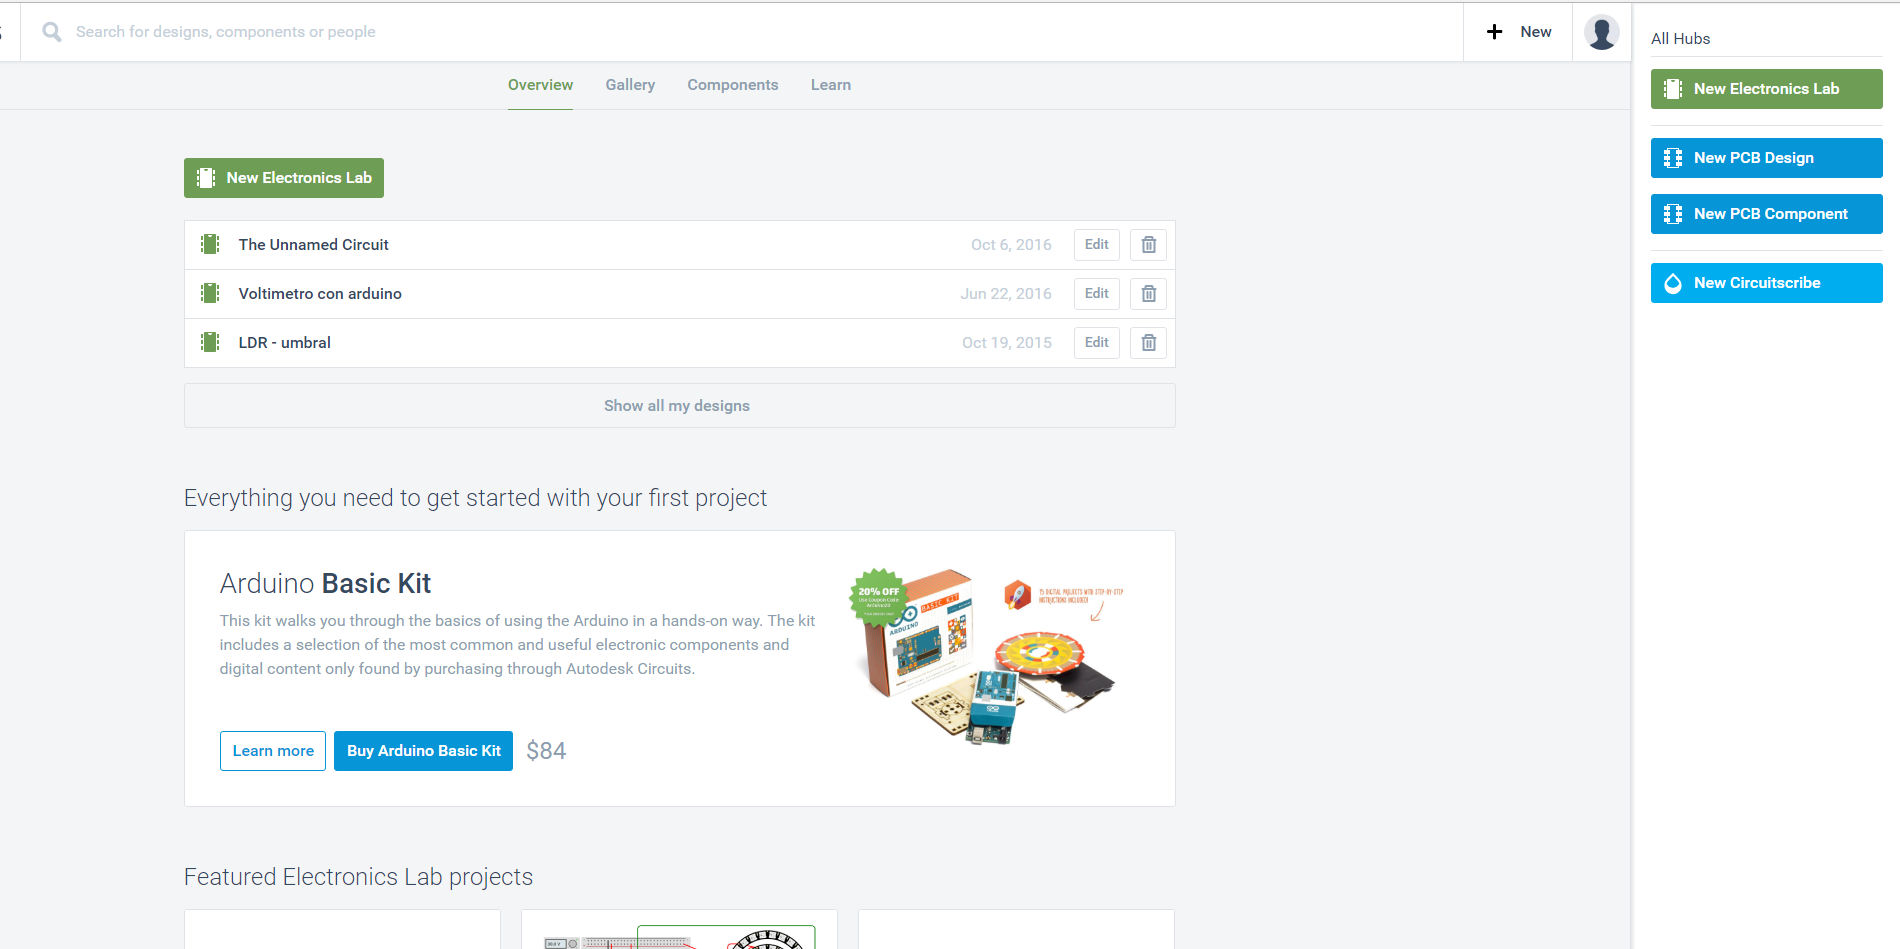 Search for designs, components or people
New
Overview
Gallery
Components
Learn
New Electronics Lab
The Unnamed Circuit
Oct 6, 2016
Edit
Voltimetro con arduino
Jun 22, 2016
Edit
LDR - umbral
Oct 19, 2015
Edit
Show all my designs
Everything you need to get started with your first project
Arduino Basic Kit
This kit walks you through the basics of using the Arduino in a hands-on way. The kit
includes a selection of the most common and useful electronic components and
digital content only found by purchasing through Autodesk Circuits.
Learn more
Buy Arduino Basic Kit
$84
20% OFF
Use Coupon Code
BASIC KIT
ARDUINO
15 DIGITAL PROJECTS WITH STEP-BY-STEP
INSTRUCTIONS INCLUDED!
Featured Electronics Lab projects
All Hubs
New Electronics Lab
New PCB Design
New PCB Component
New Circuitscribe